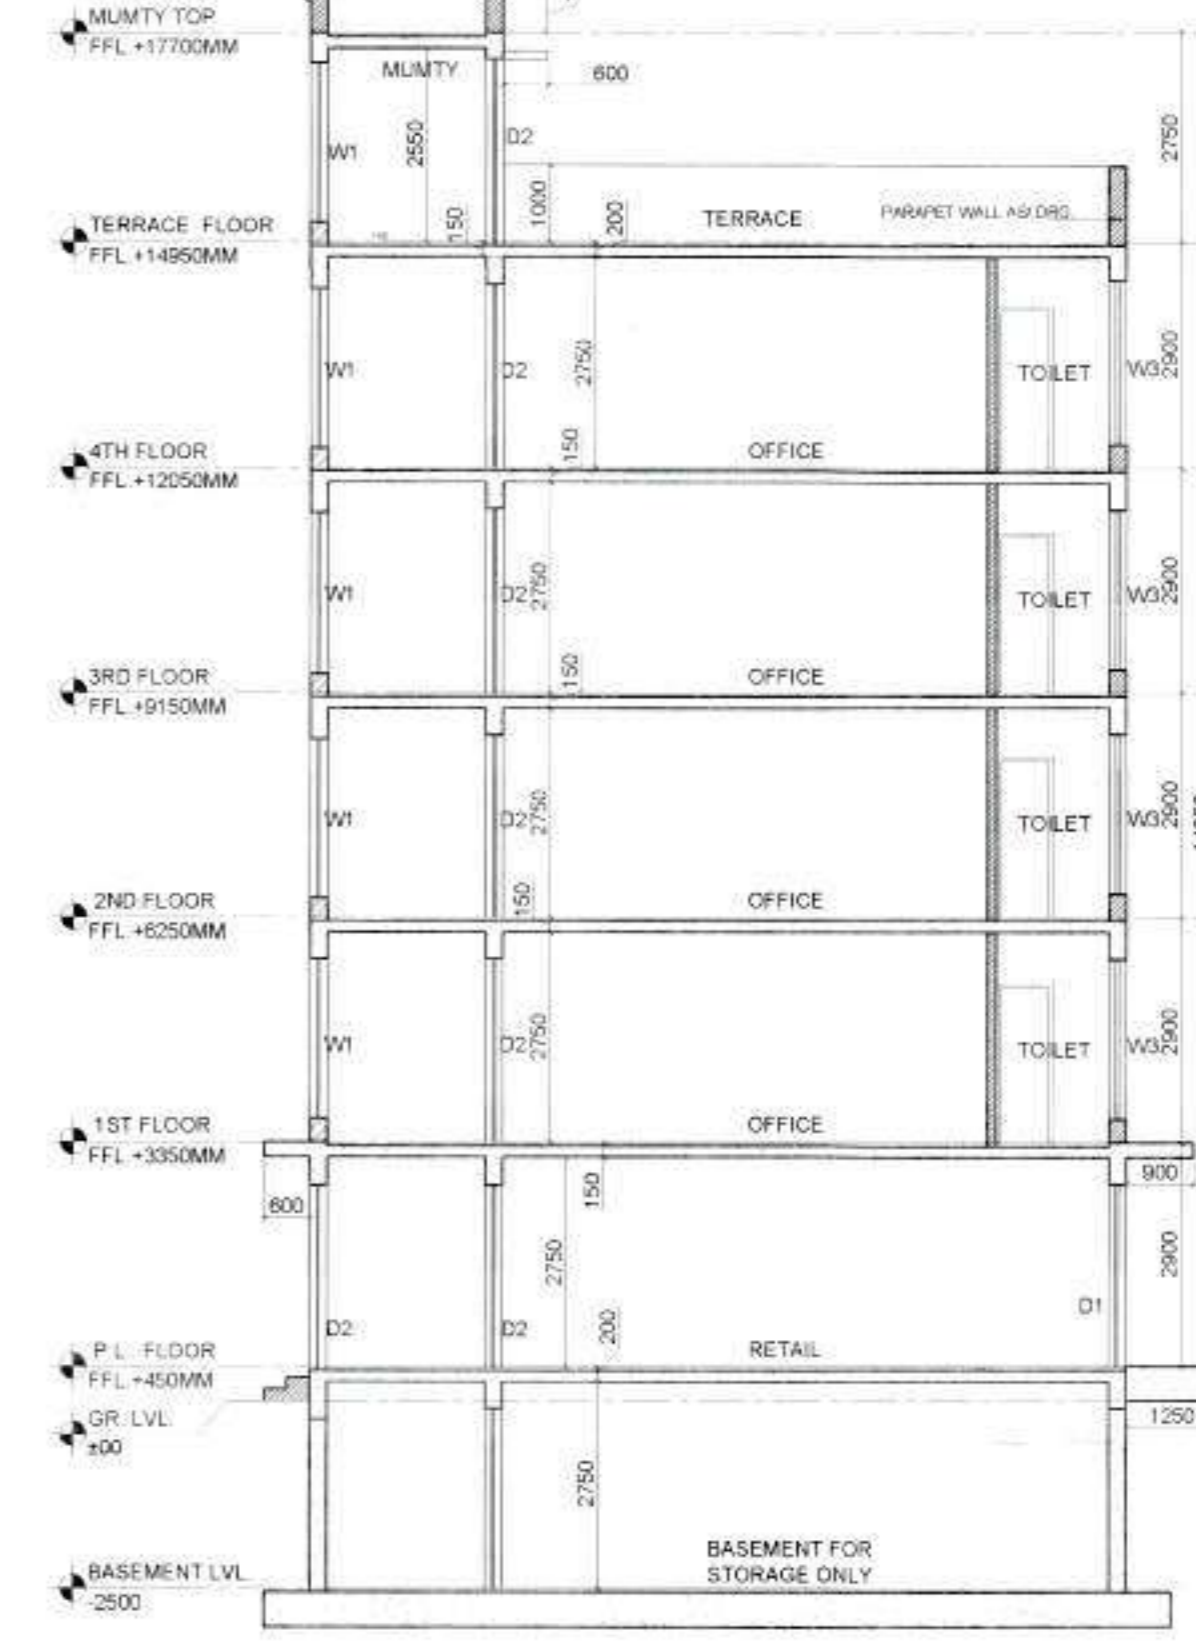 MUMTY TOP
FFL +17700MM
MUMTY
600
2550
W1
D2
2750
150
1000
200
TERRACE
PARAPET WALL AS/DRG.
TERRACE FLOOR
FFL +14950MM
W1
D2
2750
TOILET
W3
2900
150
OFFICE
4TH FLOOR
FFL +12050MM
W1
D2
2750
TOILET
W3
2900
150
OFFICE
3RD FLOOR
FFL +9150MM
W1
D2
2750
TOILET
W3
2900
150
OFFICE
2ND FLOOR
FFL +6250MM
W1
D2
2750
TOILET
W3
2900
OFFICE
1ST FLOOR
FFL +3350MM
600
150
900
2750
2900
D2
D2
200
D1
RETAIL
P.L. FLOOR
FFL +450MM
GR. LVL.
±00
1250
2750
BASEMENT FOR
STORAGE ONLY
BASEMENT LVL
-2500